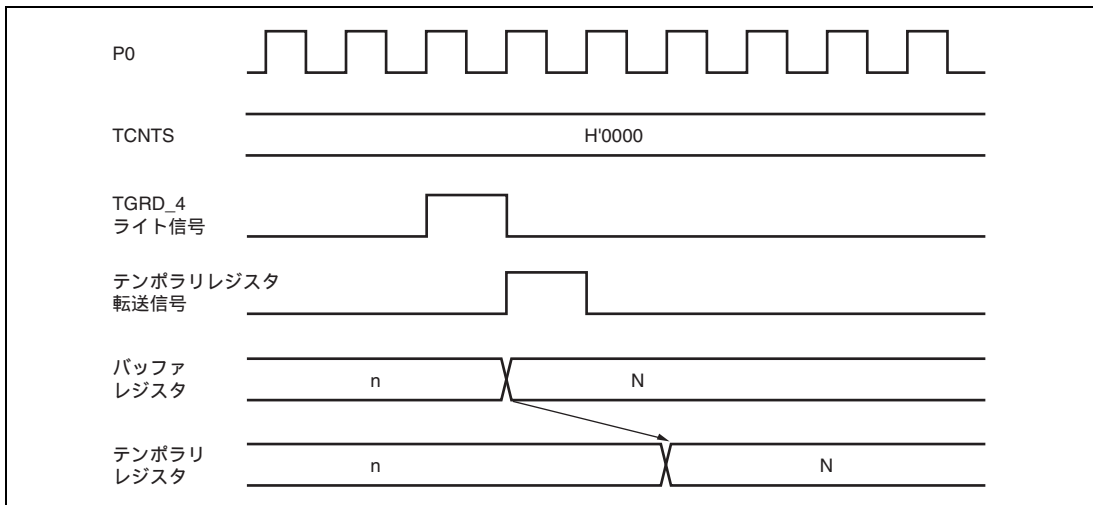 P0
TCNTS
H'0000
TGRD_4
ライト信号
テンポラリレジスタ
転送信号
バッファ
レジスタ
n
N
テンポラリ
レジスタ
n
N